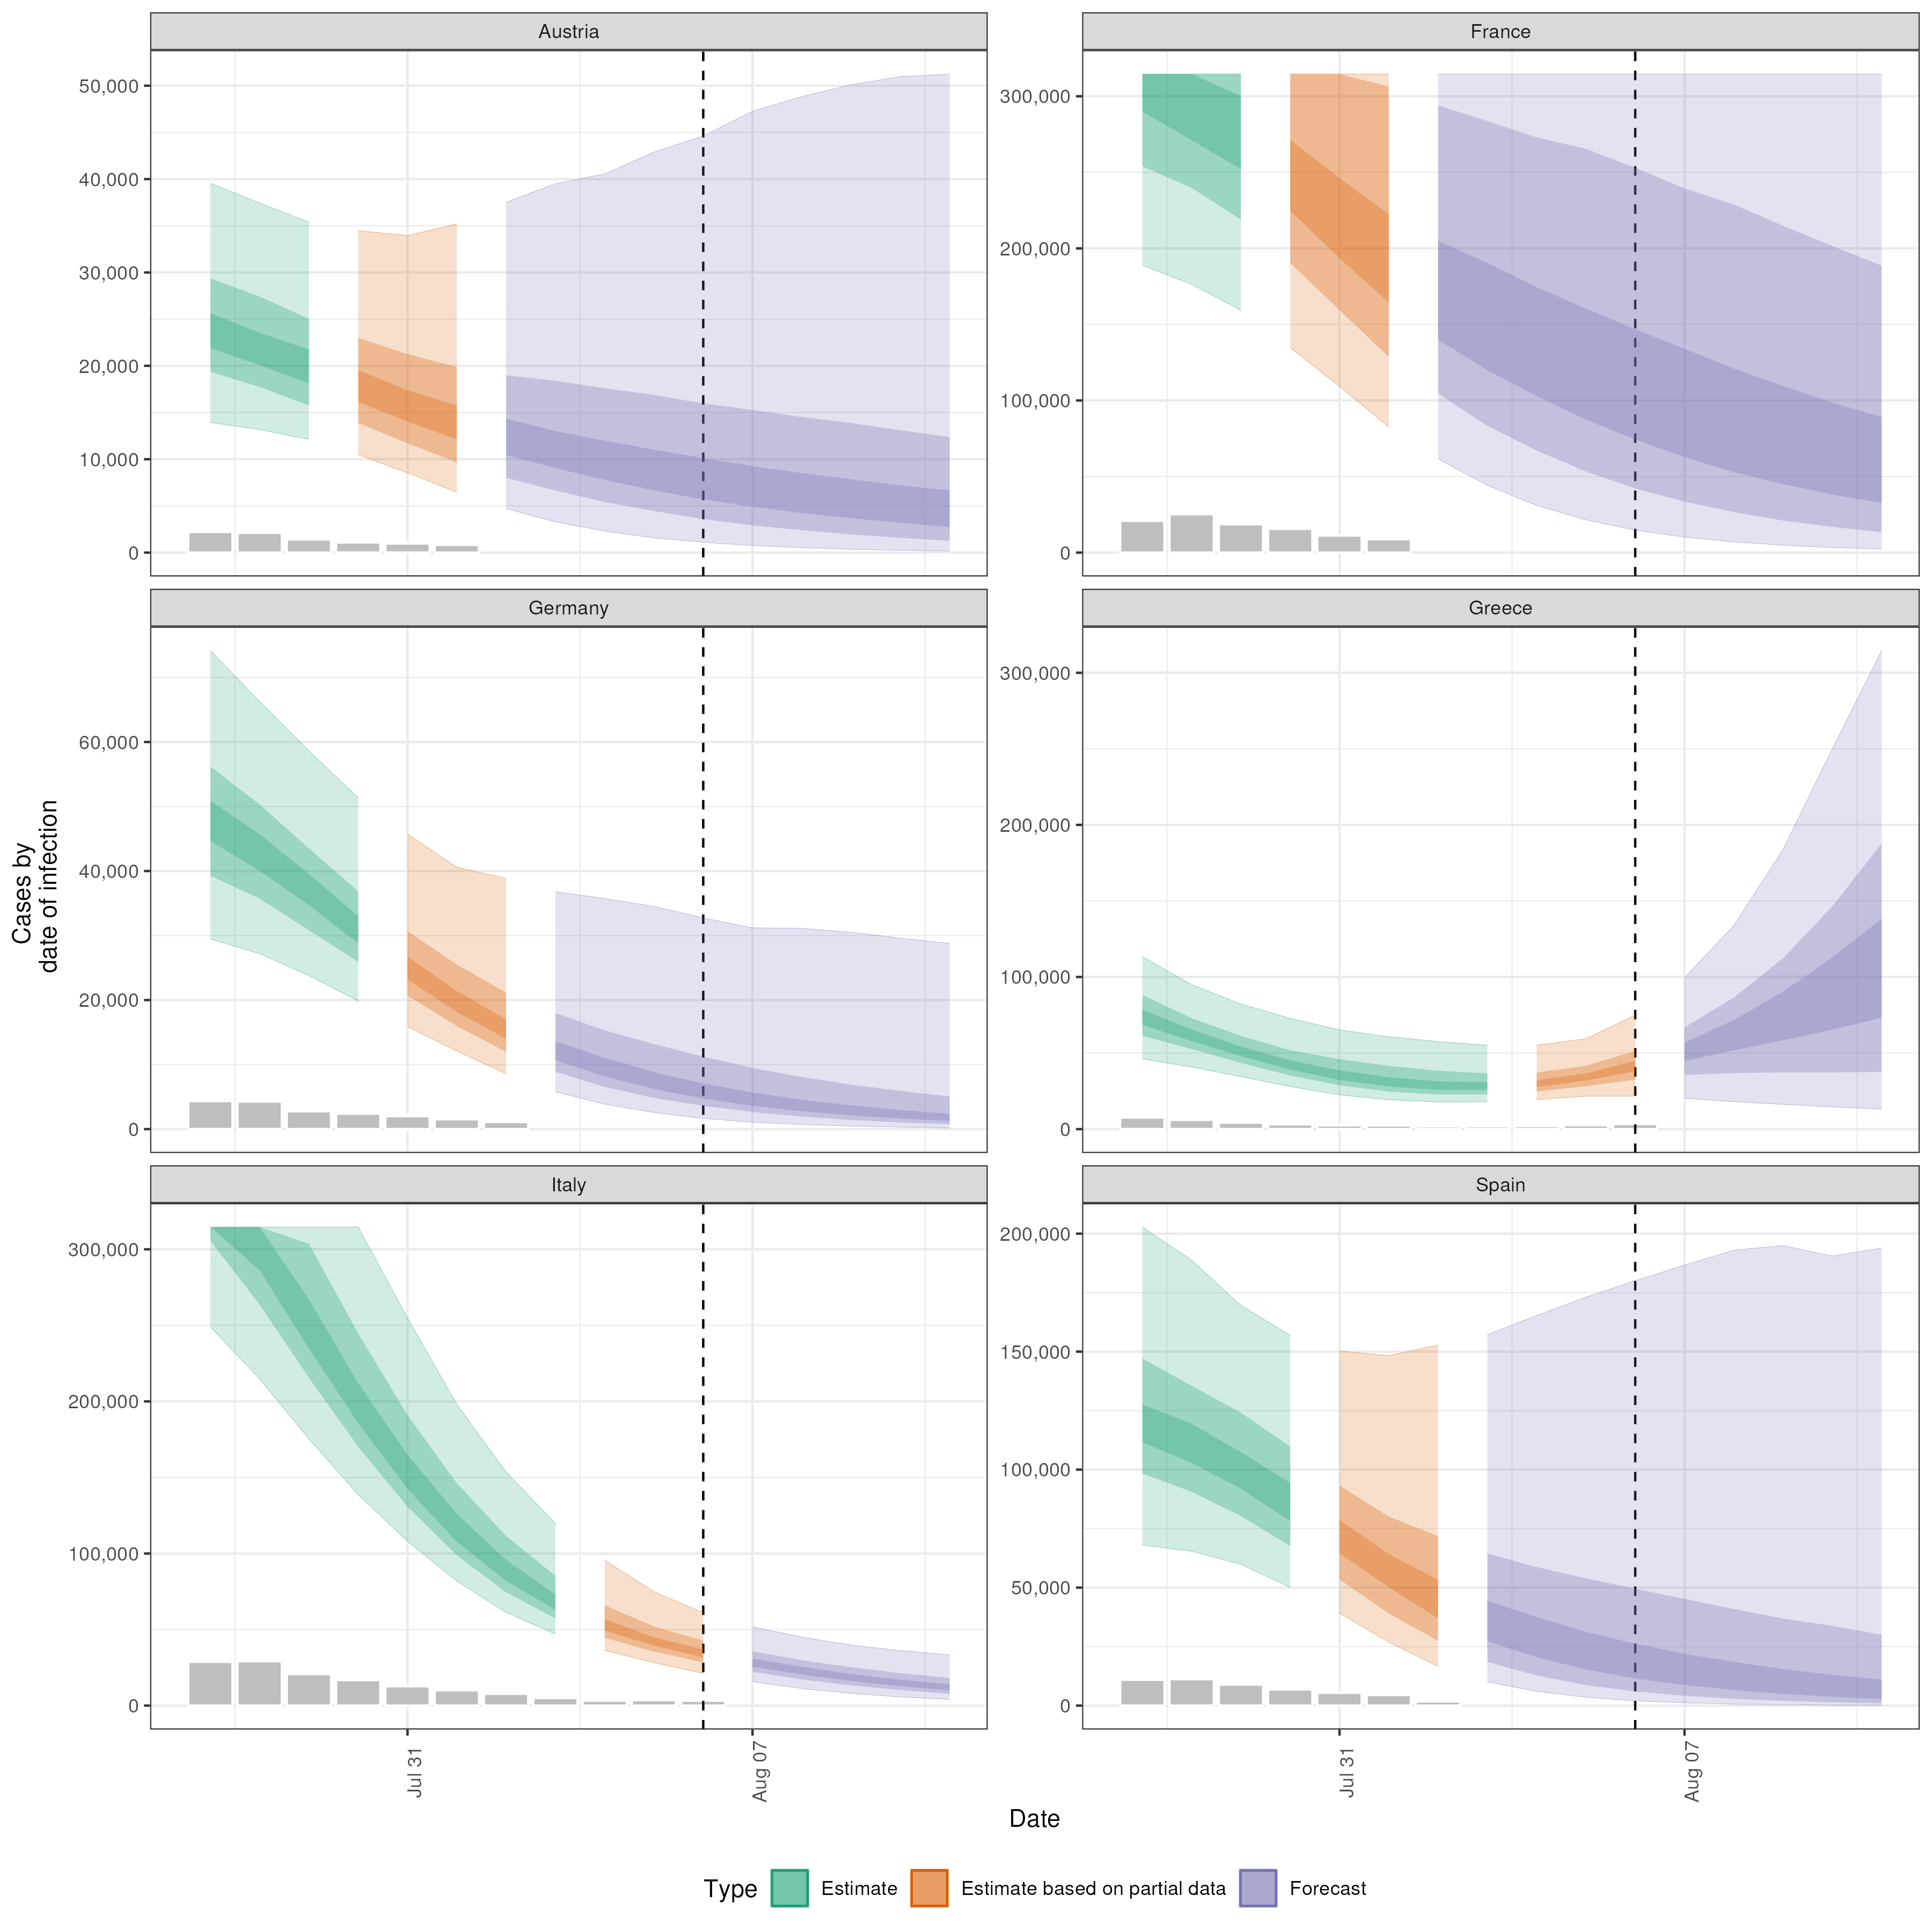 Austria
France
50,000
40,000
30,000
20,000
10,000
0
300,000
200,000
100,000
0
Germany
Greece
60,000
40,000
20,000
0
300,000
200,000
100,000
0
Italy
Spain
300,000
200,000
100,000
0
200,000
150,000
100,000
50,000
0
Cases by
date of infection
Jul 31
Aug 07
Jul 31
Aug 07
Date
Type Estimate Estimate based on partial data Forecast